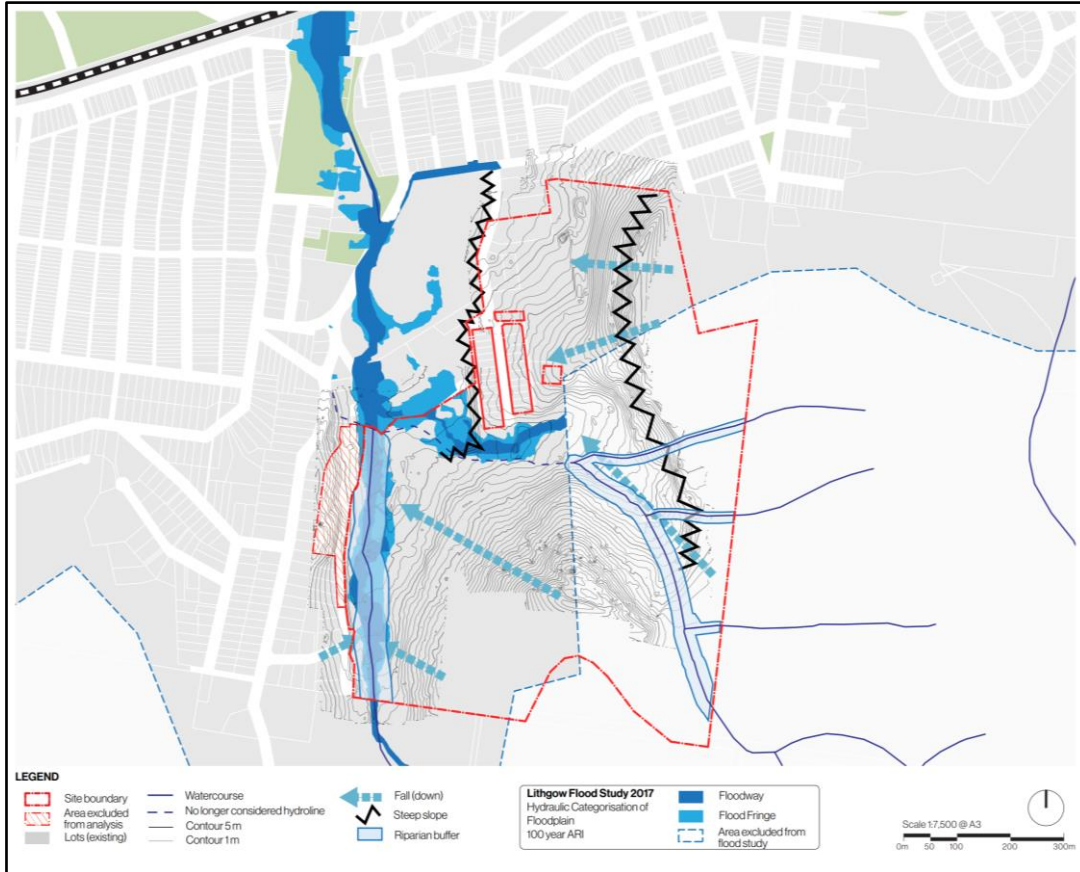 LEGEND
Site boundary
Area excluded
from analysis
Lots (existing)
Watercourse
No longer considered hydroline
Contour 5 m
Contour 1 m
Fall (down)
Steep slope
Riparian buffer
Lithgow Flood Study 2017
Hydraulic Categorisation of
Floodplain
100 year ARI
Floodway
Flood Fringe
Area excluded from
flood study
Scale 1:7,500 @ A3
0m 50 100 200 300m